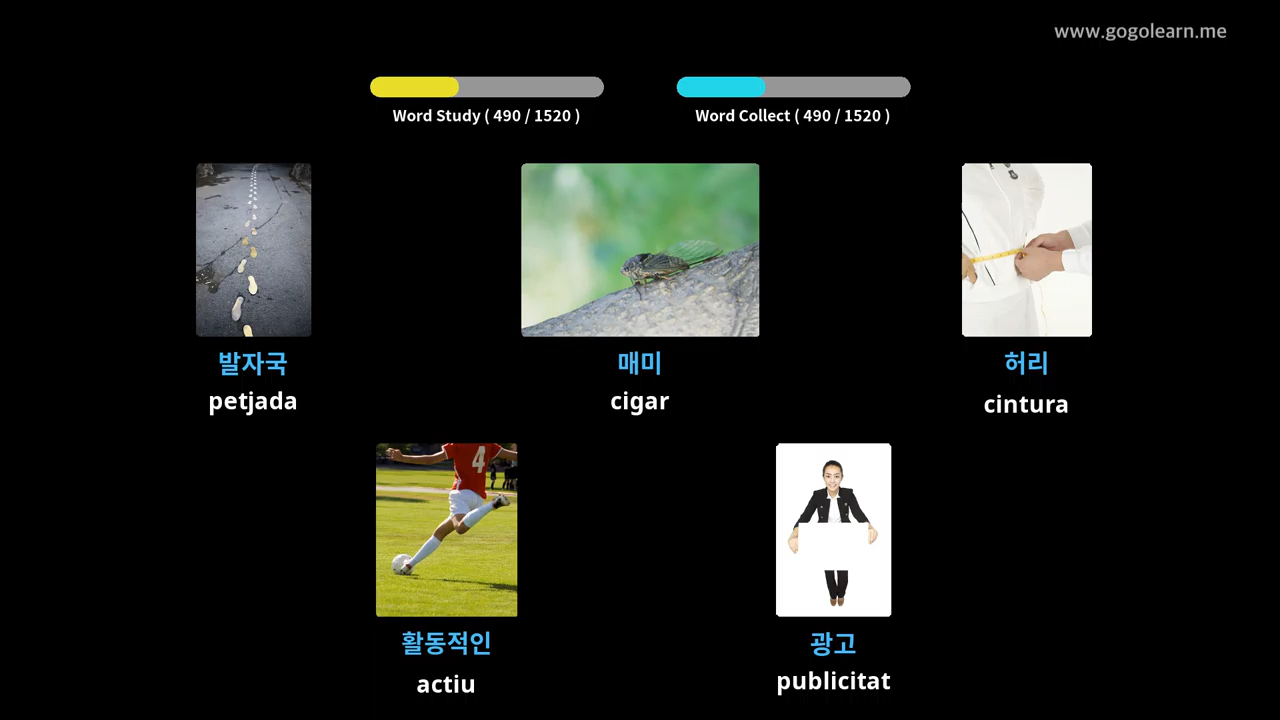 www.gogolearn.me
Word Study ( 490 / 1520 )
Word Collect ( 490 / 1520 )
발자국
petjada
매미
cigar
허리
cintura
4
활동적인
actiu
광고
publicitat